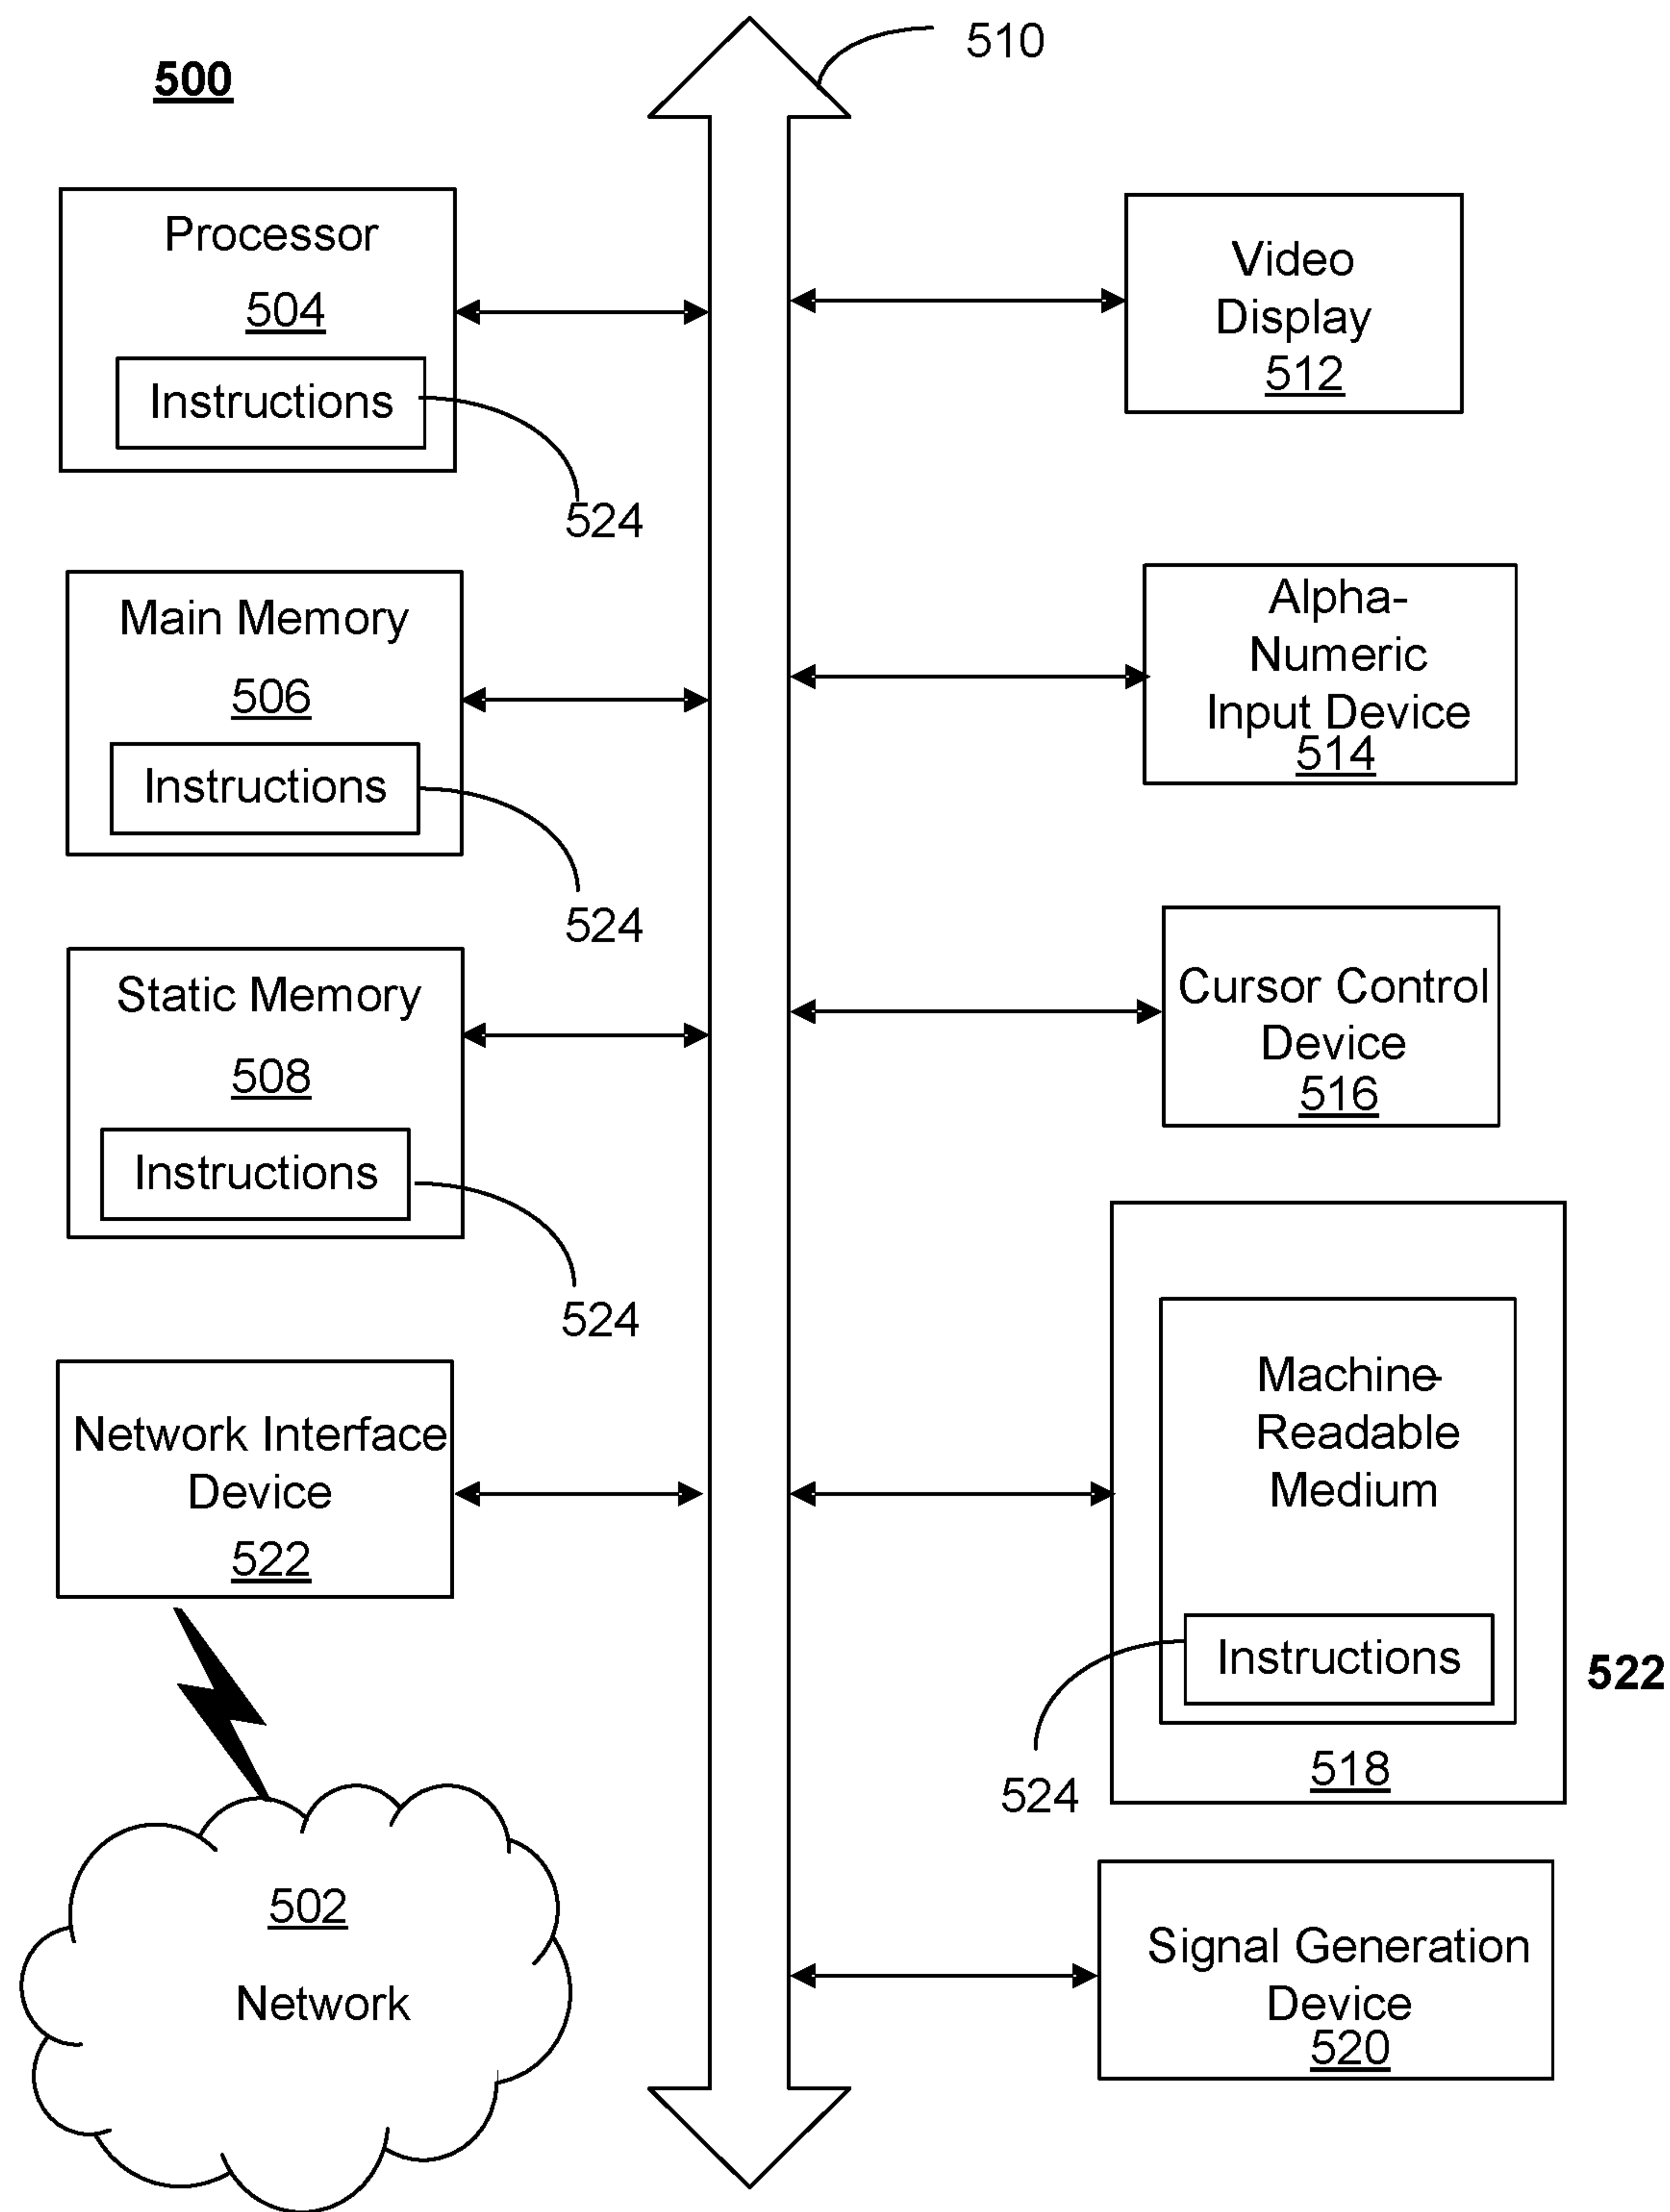 500
510
Processor
504
Instructions
524
Main Memory
506
Instructions
524
Static Memory
508
Instructions
524
Network Interface
Device
522
502
Network
Video
Display
512
Alpha-
Numeric
Input Device
514
Cursor Control
Device
516
Machine-
Readable
Medium
Instructions
522
524
518
Signal Generation
Device
520